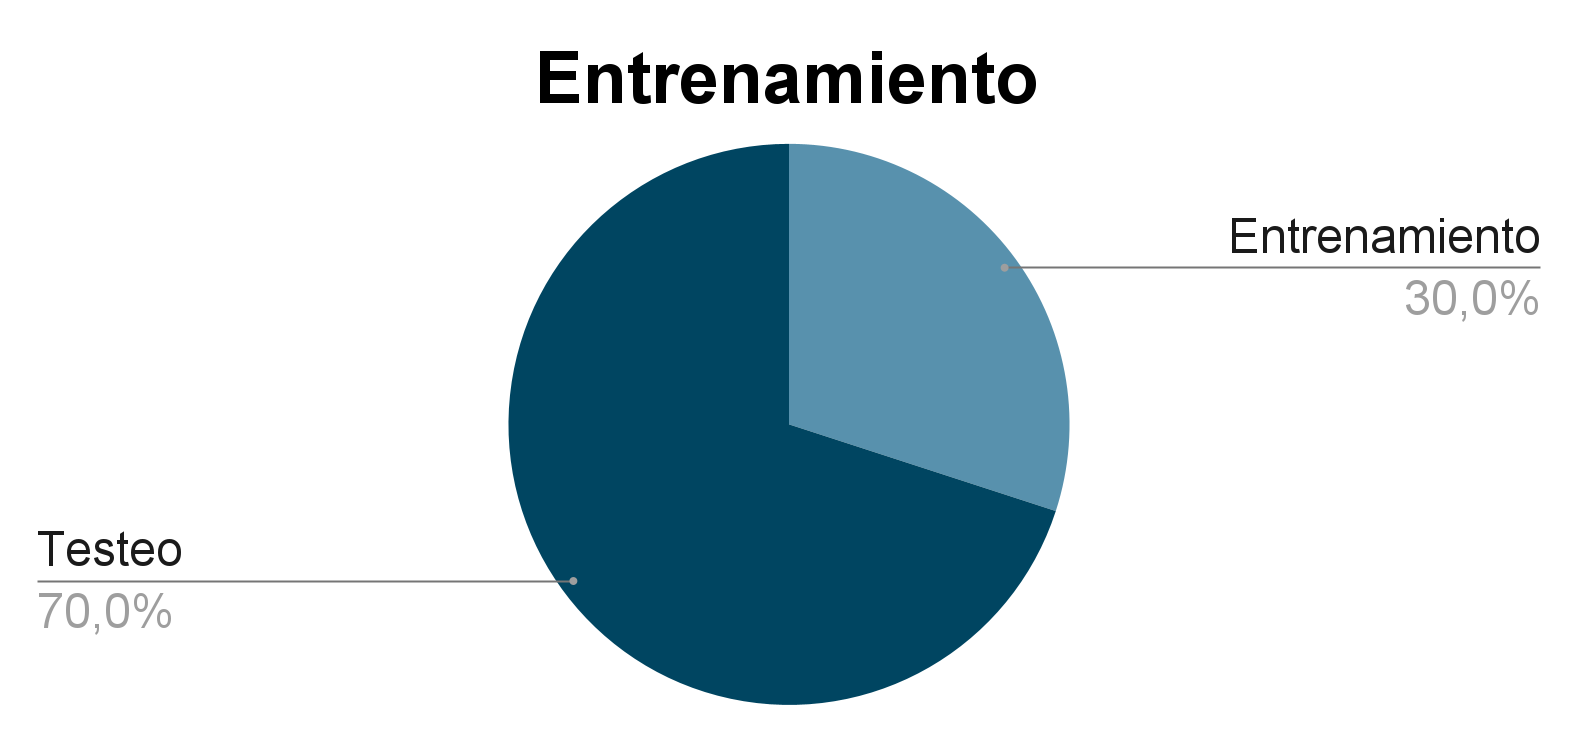 Entrenamiento
Entrenamiento
30,0%
Testeo
70,0%